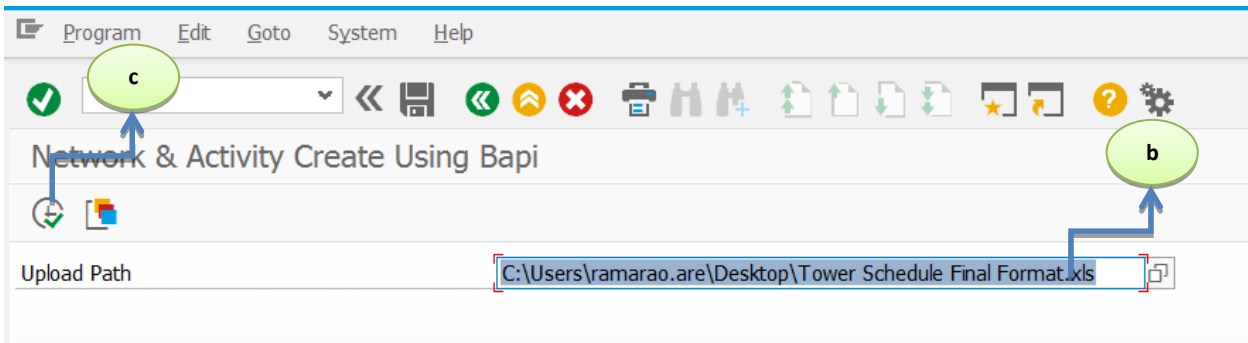 Program Edit Goto System Help
c
Network & Activity Create Using Bapi
b
Upload Path C:\Users\ramarao.are\Desktop\Tower Schedule Final Format.xls